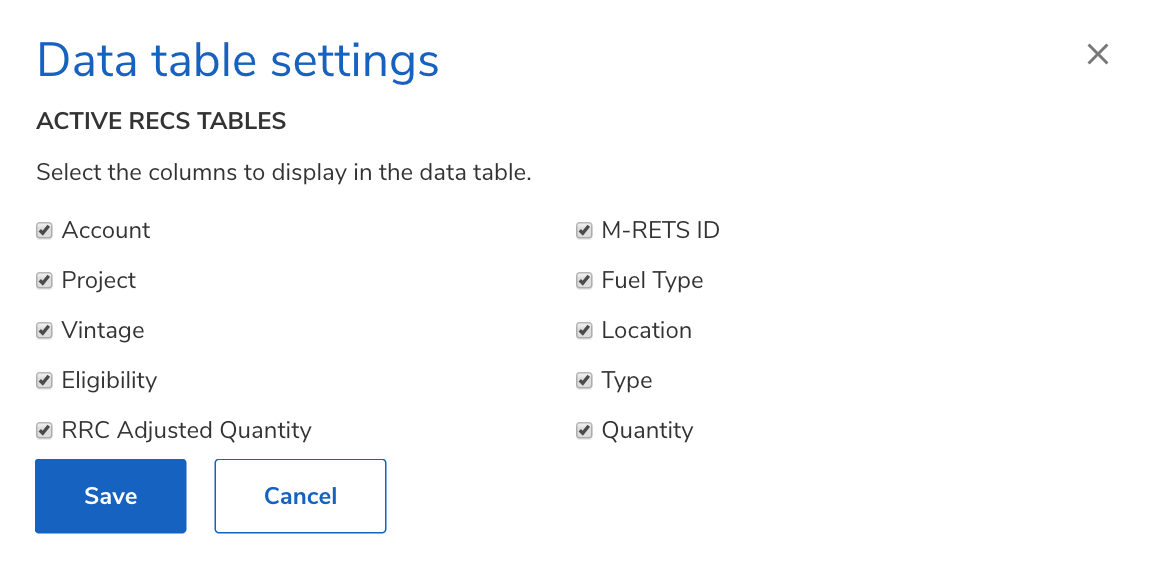 Data table settings
ACTIVE RECS TABLES
Select the columns to display in the data table.
Account
M-RETS ID
Project
Fuel Type
Vintage
Location
Eligibility
Type
RRC Adjusted Quantity
Quantity
Save
Cancel